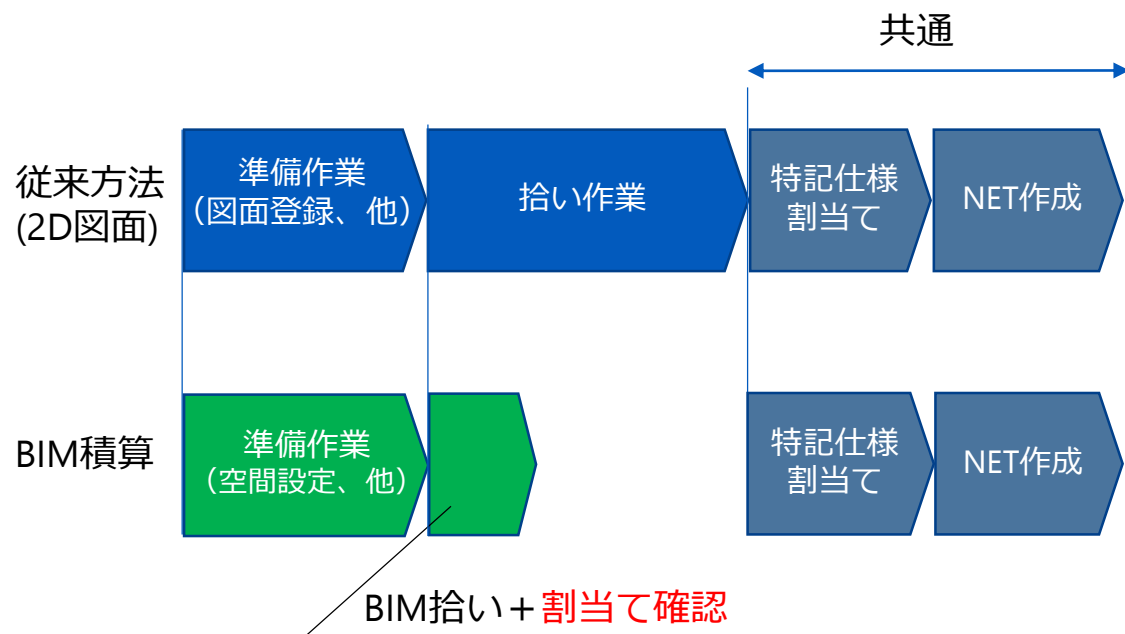 共通
従来方法
(2D図面)
準備作業
（図面登録、他）
拾い作業
特記仕様
割当て
NET作成
BIM積算
準備作業
（空間設定、他）
特記仕様
割当て
NET作成
BIM拾い＋割当て確認